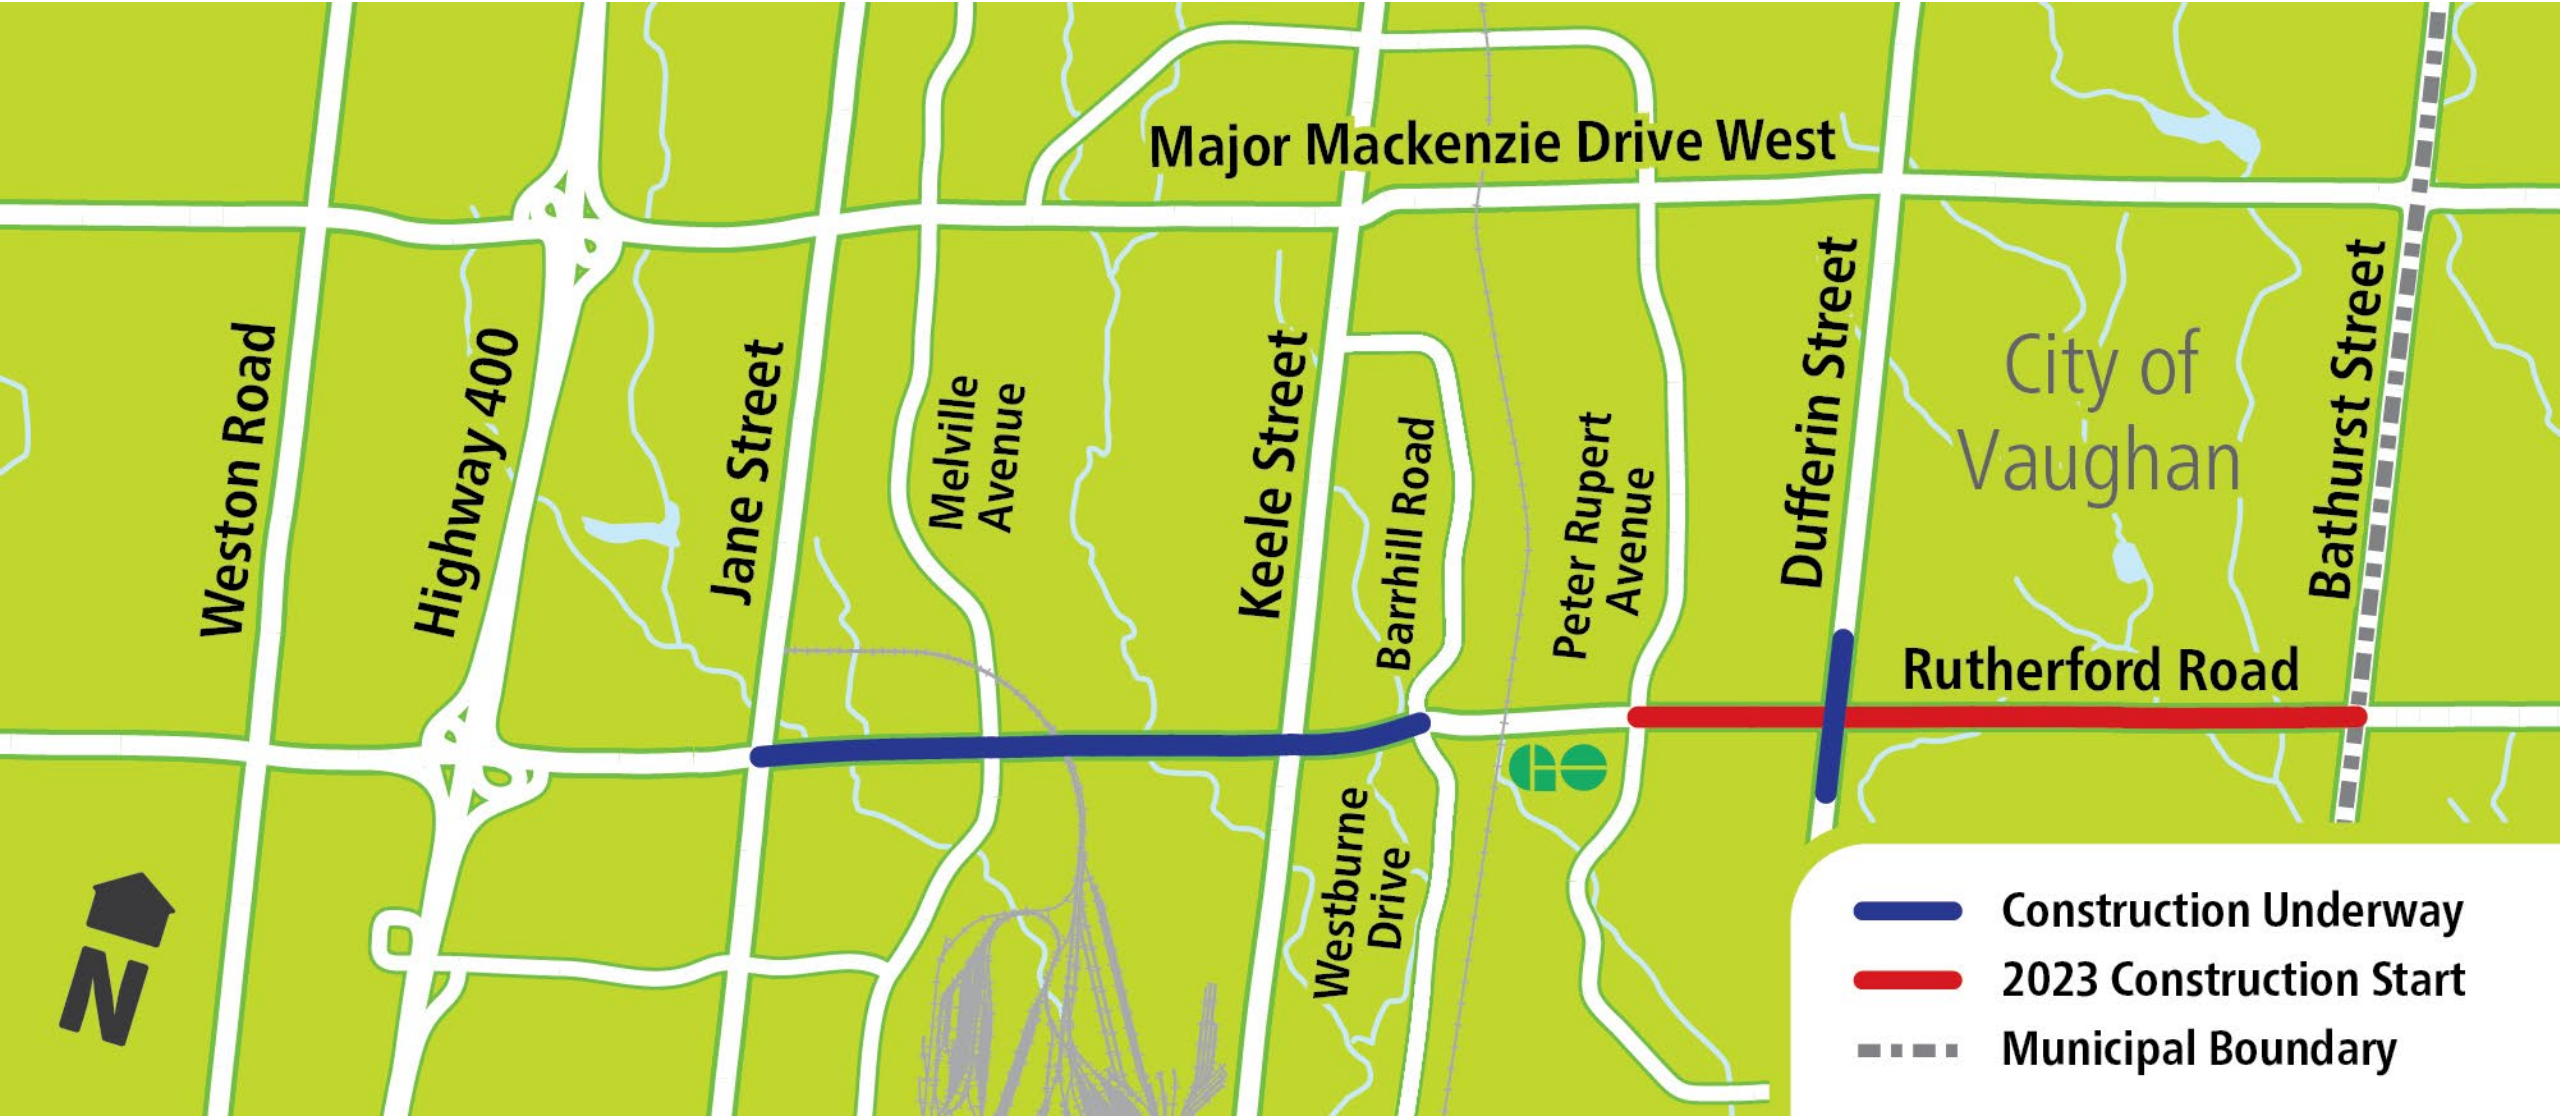 Major Mackenzie Drive West
Weston Road
Highway 400
Jane Street
Melville
Avenue
Keele Street
Barrhill Road
Peter Rupert
Avenue
Dufferin Street
City of
Vaughan
Bathurst Street
Rutherford Road
GO
Westburne
Drive
N
Construction Underway
2023 Construction Start
Municipal Boundary